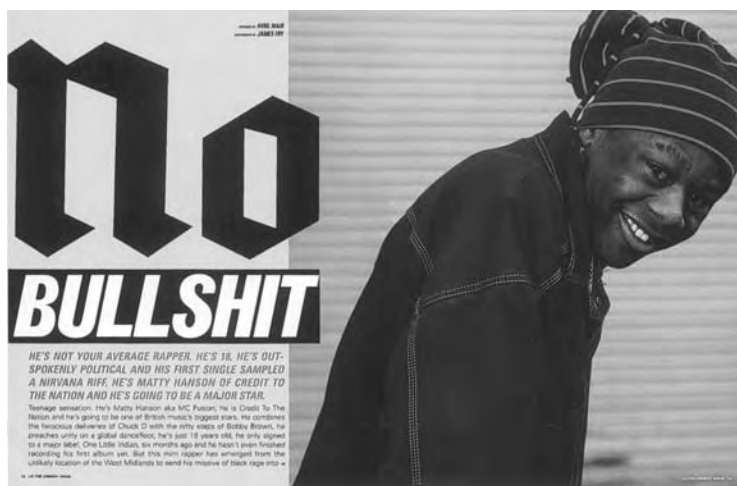 AVRIL MAIR
JAMES FRY
No
BULLSHIT
HE'S NOT YOUR AVERAGE RAPPER. HE'S 18, HE'S OUT-
SPOKENLY POLITICAL AND HIS FIRST SINGLE SAMPLED
A NIRVANA RIFF. HE'S MATTY HANSON OF CREDIT TO
THE NATION AND HE'S GOING TO BE A MAJOR STAR.
Teenage sensation. He's Matty Hanson aka MC Fusion, he is Credit To The
Nation and he's going to be one of British music's biggest stars. He combines
the ferocious deliveries of Chuck D with the nifty steps of Bobby Brown, he
preaches unity on a global dancefloor, he's just 18 years old, he only signed
to a major label, One Little Indian, six months ago and he hasn't even finished
recording his first album yet. But this mini rapper has emerged from the
unlikely location of the West Midlands to send his missive of black rage into